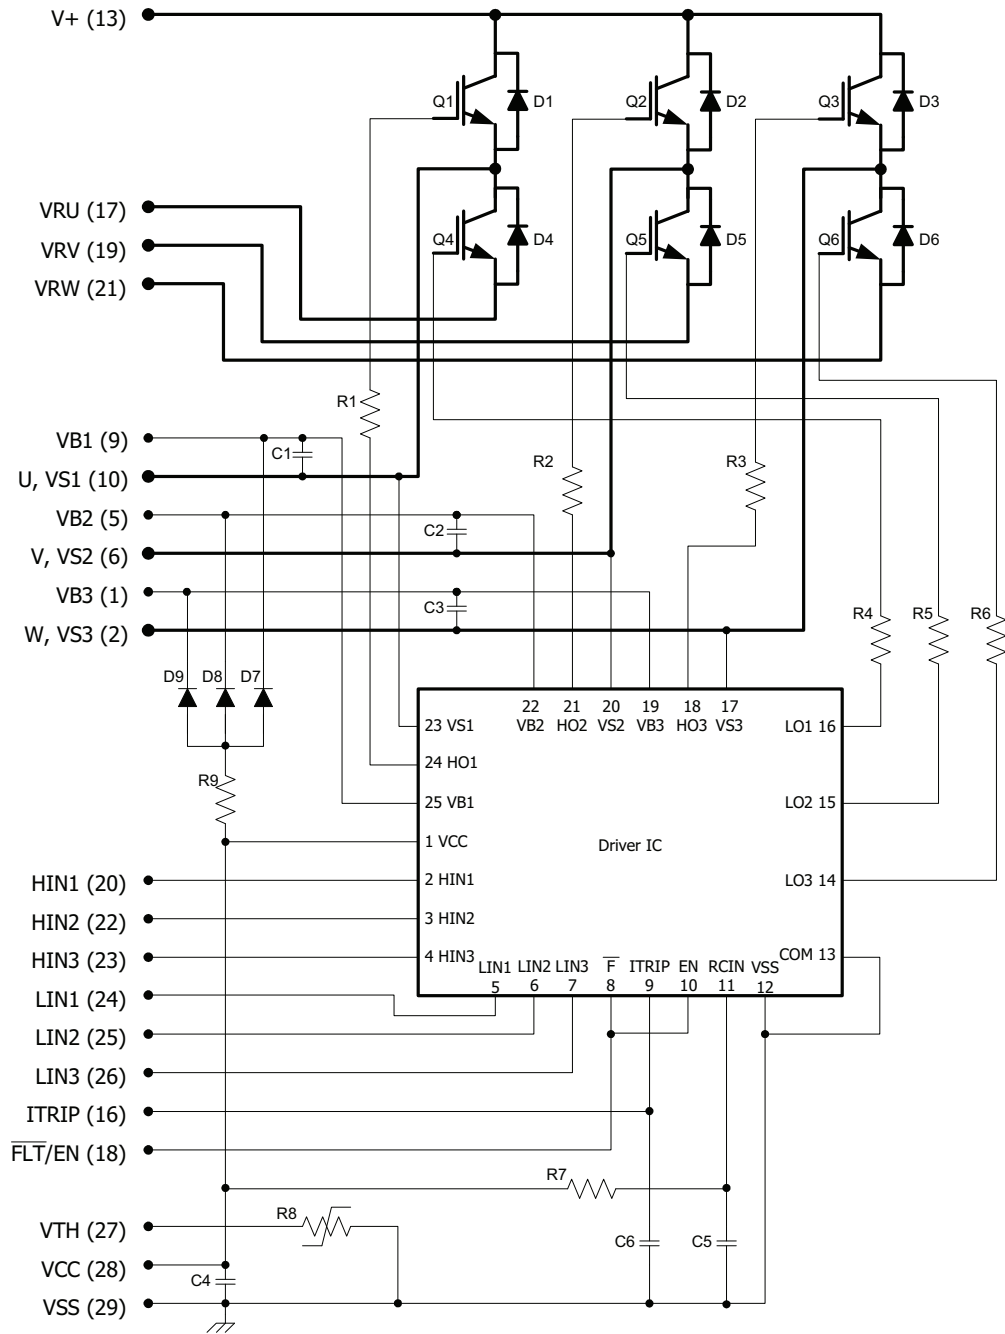 V+ (13)
Q1
D1
Q2
D2
Q3
D3
VRU (17)
VRV (19)
VRW (21)
Q4
D4
Q5
D5
Q6
D6
R1
VB1 (9)
C1
U, VS1 (10)
R2
R3
VB2 (5)
C2
V, VS2 (6)
VB3 (1)
C3
W, VS3 (2)
R4
R5
R6
D9
D8
D7
22
21
20
19
18
17
VB2
HO2
VS2
VB3
HO3
VS3
23 VS1
LO1 16
24 HO1
R9
25 VB1
LO2 15
1 VCC
Driver IC
HIN1 (20)
2 HIN1
LO3 14
HIN2 (22)
3 HIN2
HIN3 (23)
4 HIN3
COM 13
LIN1
LIN2
LIN3
F̅
ITRIP
EN
RCIN
VSS
5
6
7
8
9
10
11
12
LIN1 (24)
LIN2 (25)
LIN3 (26)
ITRIP (16)
F̅L̅T̅/EN (18)
R7
VTH (27)
R8
C6
C5
VCC (28)
C4
VSS (29)